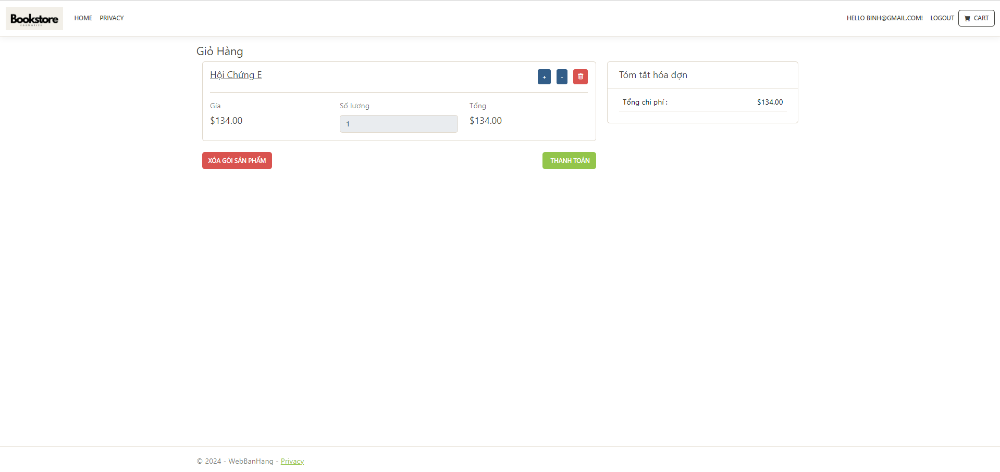 Bookstore
cosmetics
HOME PRIVACY
HELLO BINH@GMAIL.COM! LOGOUT CART
Giỏ Hàng
Hội Chứng E
+ -
Gía Số lượng Tổng
$134.00 1 $134.00
XÓA GÓI SẢN PHẨM THANH TOÁN
Tóm tắt hóa đợn
Tổng chi phí : $134.00
© 2024 - WebBanHang - Privacy